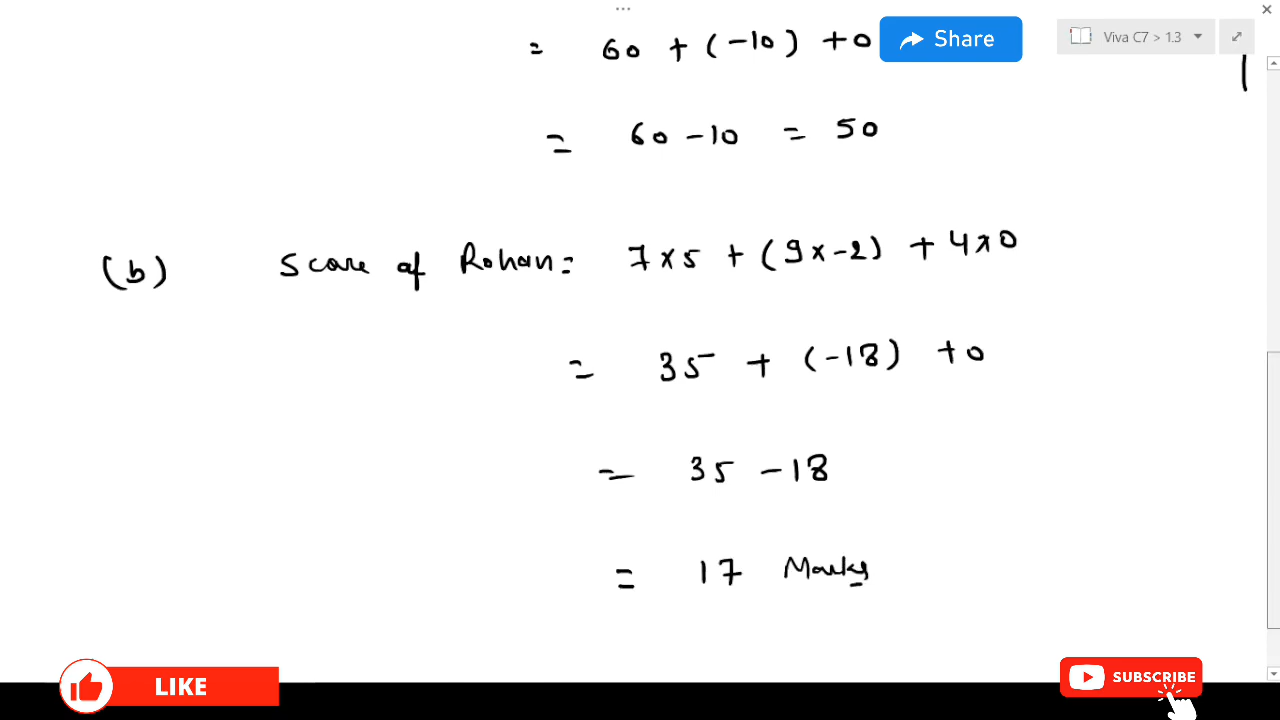 = 60 + (-10) + 0
Share
Viva C7 > 1.3
= 60 - 10 = 50
(b) Score of Rohan = 7 x 5 + (9 x -2) + 4 x 0
= 35 + (-18) + 0
= 35 - 18
= 17 Marks
LIKE
SUBSCRIBE